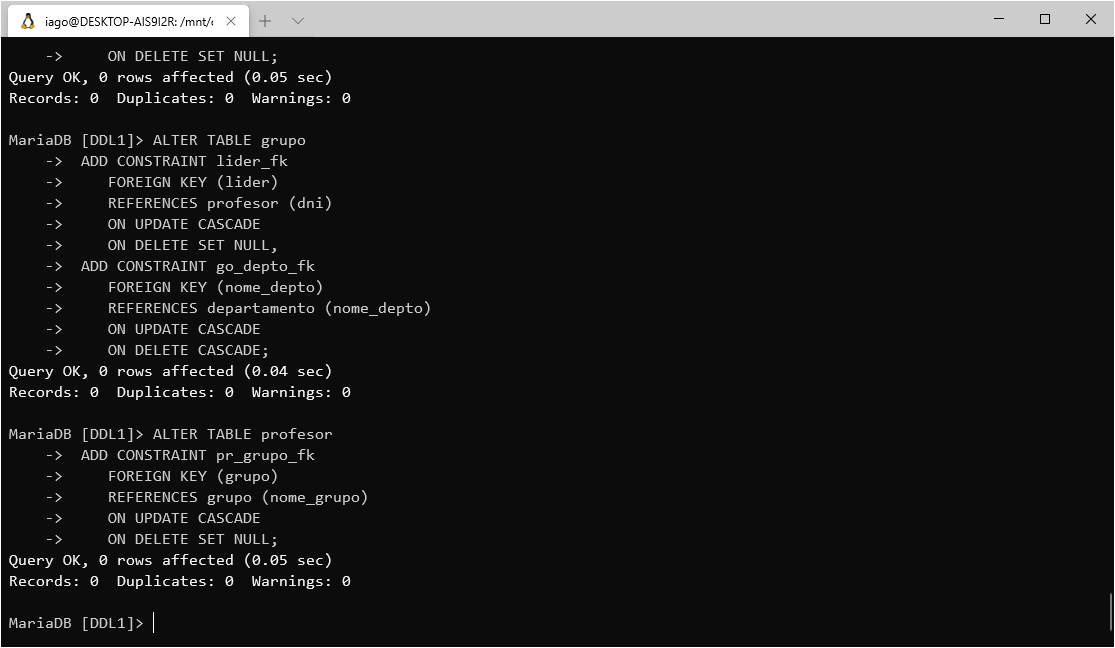 iago@DESKTOP-AIS9I2R: /mnt/
    ->     ON DELETE SET NULL;
Query OK, 0 rows affected (0.05 sec)
Records: 0  Duplicates: 0  Warnings: 0
MariaDB [DDL1]> ALTER TABLE grupo
    ->  ADD CONSTRAINT lider_fk
    ->     FOREIGN KEY (lider)
    ->     REFERENCES profesor (dni)
    ->     ON UPDATE CASCADE
    ->     ON DELETE SET NULL,
    ->  ADD CONSTRAINT go_depto_fk
    ->     FOREIGN KEY (nome_depto)
    ->     REFERENCES departamento (nome_depto)
    ->     ON UPDATE CASCADE
    ->     ON DELETE CASCADE;
Query OK, 0 rows affected (0.04 sec)
Records: 0  Duplicates: 0  Warnings: 0
MariaDB [DDL1]> ALTER TABLE profesor
    ->  ADD CONSTRAINT pr_grupo_fk
    ->     FOREIGN KEY (grupo)
    ->     REFERENCES grupo (nome_grupo)
    ->     ON UPDATE CASCADE
    ->     ON DELETE SET NULL;
Query OK, 0 rows affected (0.05 sec)
Records: 0  Duplicates: 0  Warnings: 0
MariaDB [DDL1]>